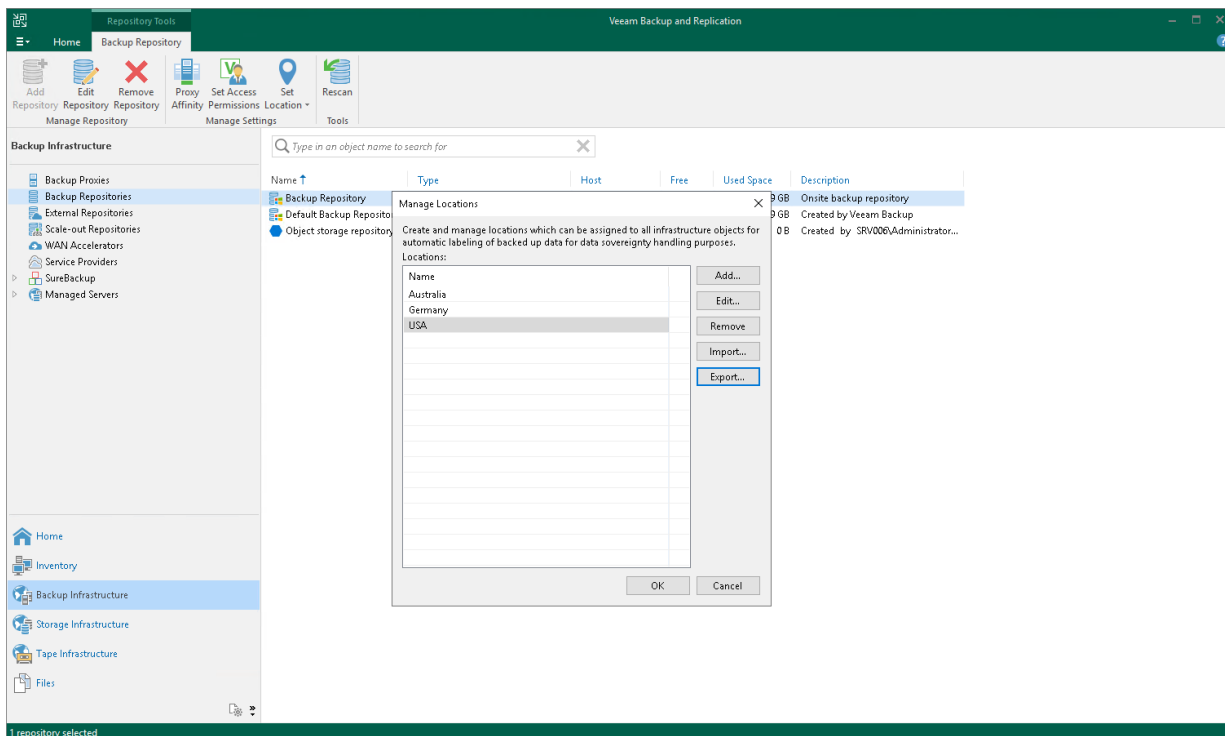 Repository Tools
Veeam Backup and Replication
Home
Backup Repository
Add Repository
Edit Repository
Remove Repository
Proxy Affinity
Set Access Permissions
Set Location
Rescan
Manage Repository
Manage Settings
Tools
Backup Infrastructure
Type in an object name to search for
Backup Proxies
Backup Repositories
External Repositories
Scale-out Repositories
WAN Accelerators
Service Providers
SureBackup
Managed Servers
Name Type Host Free Used Space Description
Backup Repository 9 GB Onsite backup repository
Default Backup Reposito 9 GB Created by Veeam Backup
Object storage repository 0 B Created by SRV006\Administrator...
Manage Locations
Create and manage locations which can be assigned to all infrastructure objects for
automatic labeling of backed up data for data sovereignty handling purposes.
Locations:
Name
Australia
Germany
USA
Add...
Edit...
Remove
Import...
Export...
OK
Cancel
Home
Inventory
Backup Infrastructure
Storage Infrastructure
Tape Infrastructure
Files
1 repository selected